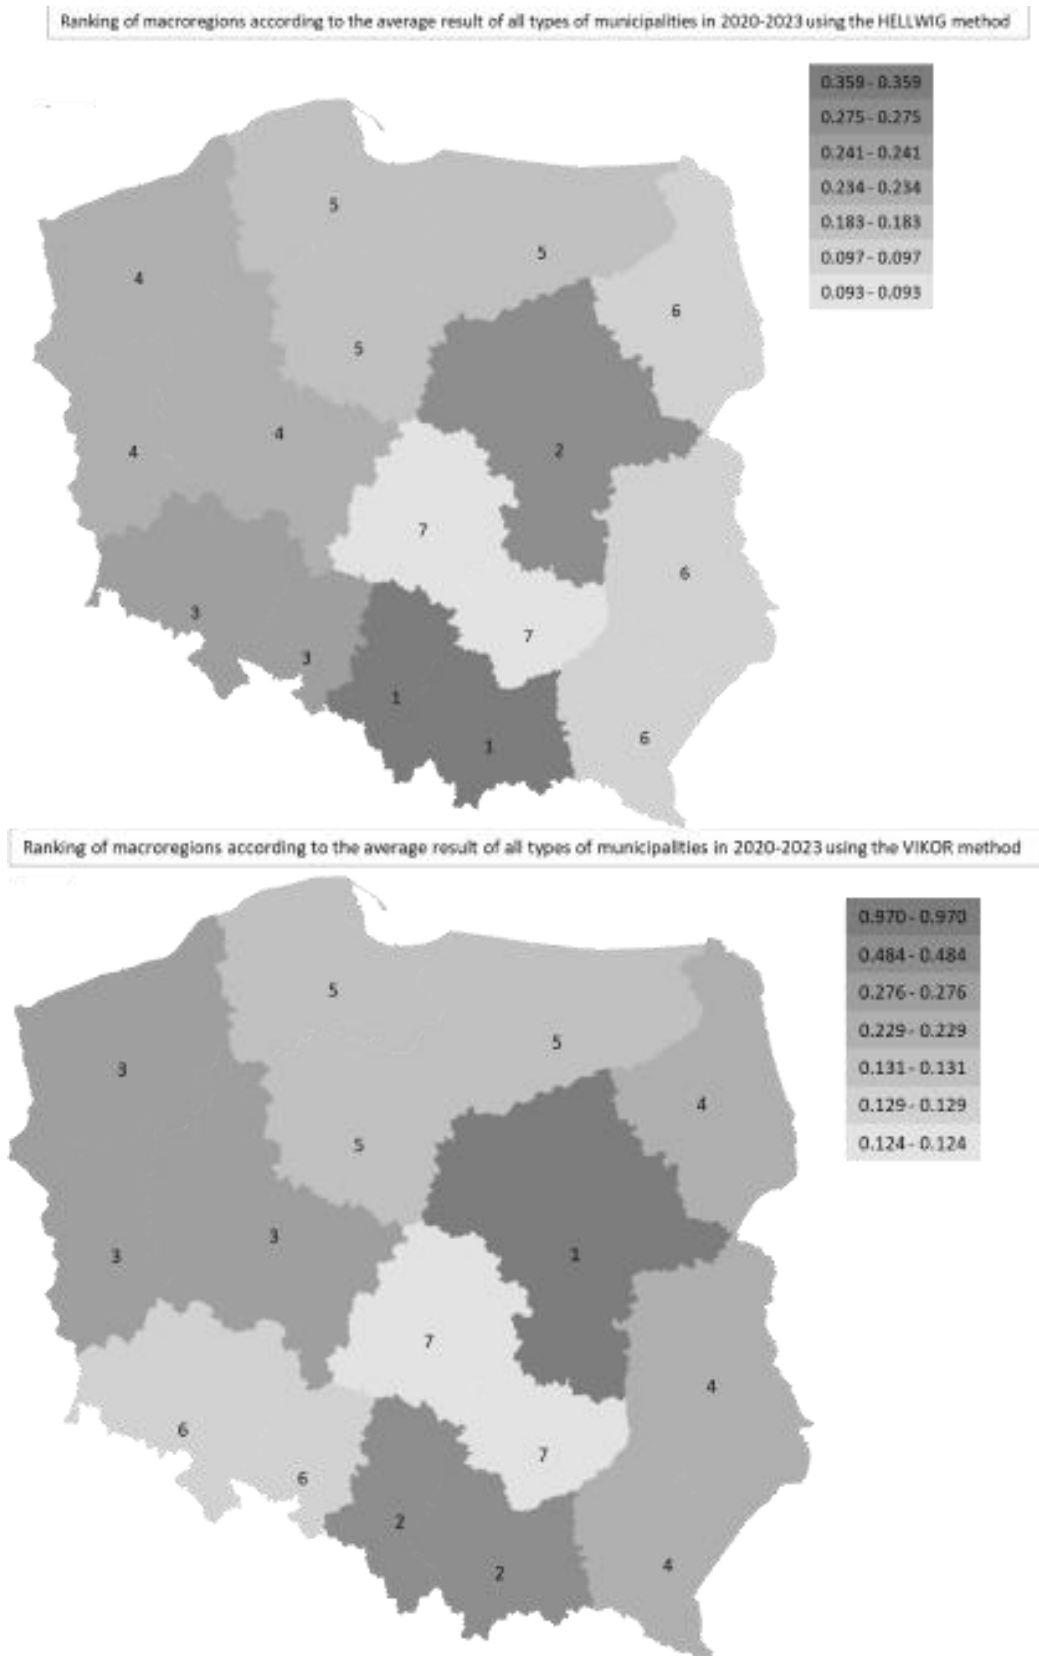 Ranking of macroregions according to the average result of all types of municipalities in 2020-2023 using the HELLWIG method
0.359 - 0.359
0.275 - 0.275
0.241 - 0.241
0.234 - 0.234
0.183 - 0.183
0.097 - 0.097
0.093 - 0.093
5
5
4
6
5
4
4
2
7
6
3
7
3
1
6
1
Ranking of macroregions according to the average result of all types of municipalities in 2020-2023 using the VIKOR method
0.970 - 0.970
0.484 - 0.484
0.276 - 0.276
0.229 - 0.229
0.131 - 0.131
0.129 - 0.129
0.124 - 0.124
5
5
3
4
5
3
3
1
7
4
6
7
6
2
4
2